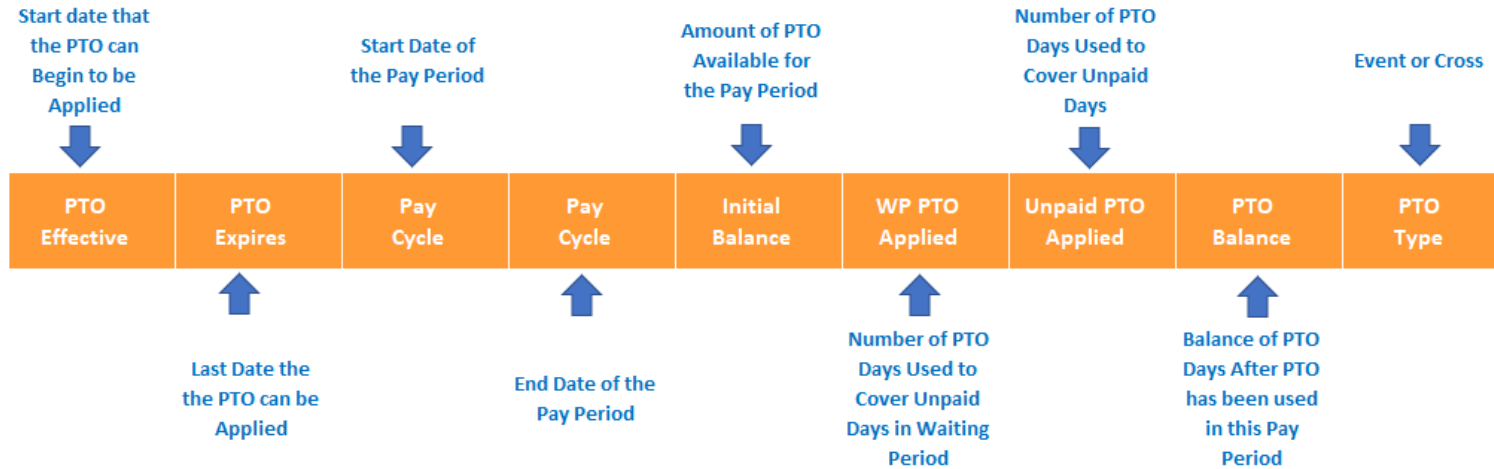 Start date that
the PTO can
Begin to be
Applied
Start Date of
the Pay Period
Amount of PTO
Available for
the Pay Period
Number of PTO
Days Used to
Cover Unpaid
Days
Event or Cross
PTO
Effective
PTO
Expires
Pay
Cycle
Pay
Cycle
Initial
Balance
WP PTO
Applied
Unpaid PTO
Applied
PTO
Balance
PTO
Type
Last Date the
the PTO can be
Applied
End Date of the
Pay Period
Number of PTO
Days Used to
Cover Unpaid
Days in Waiting
Period
Balance of PTO
Days After PTO
has been used
in this Pay
Period